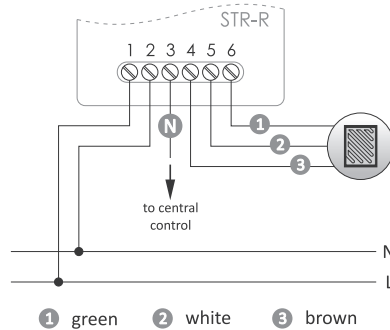 STR-R
1 2 3 4 5 6
N
1
2
3
to central
control
N
L
1 green 2 white 3 brown